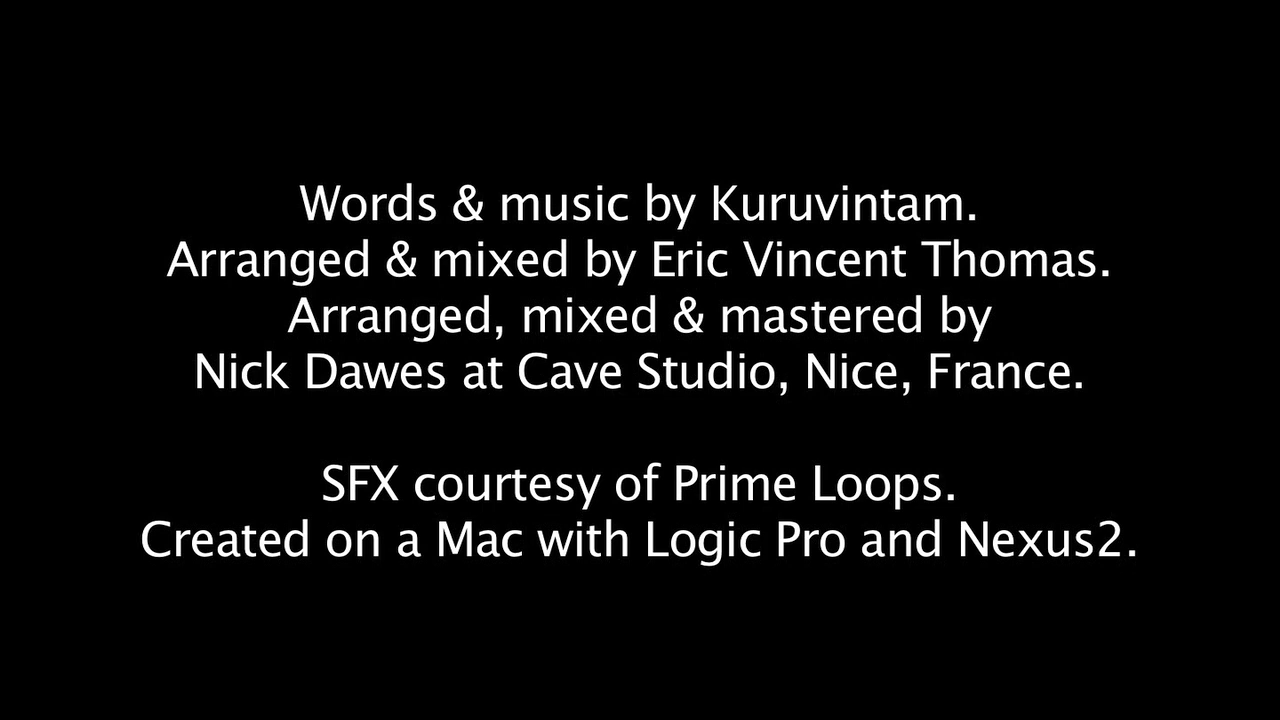 Words & music by Kuruvintam.
Arranged & mixed by Eric Vincent Thomas.
Arranged, mixed & mastered by
Nick Dawes at Cave Studio, Nice, France.
SFX courtesy of Prime Loops.
Created on a Mac with Logic Pro and Nexus2.